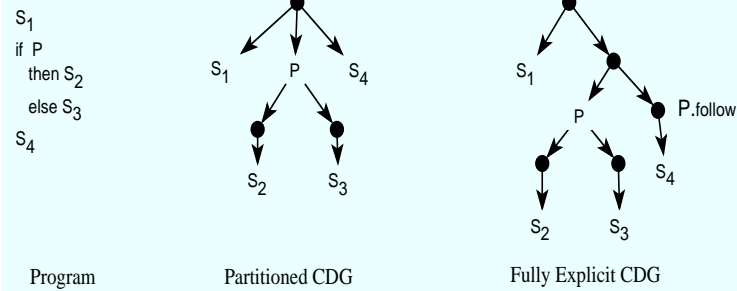 S1
if P
then S2
else S3
S4
S1
P
S4
S2
S3
S1
P
P.follow
S4
S2
S3
Program
Partitioned CDG
Fully Explicit CDG